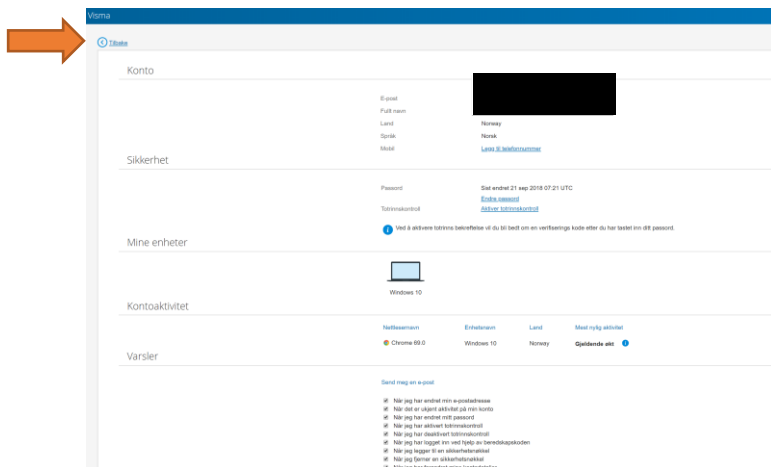 Visma
Tilbake
Konto
E-post
Fullt navn
Land Norway
Språk Norsk
Mobil Legg til telefonnummer
Sikkerhet
Passord Sist endret 21 sep 2018 07:21 UTC
Endre passord
Totrinnskontroll Aktiver totrinnskontroll
Ved å aktivere totrinns bekreftelse vil du bli bedt om en verifiserings kode etter du har tastet inn ditt passord.
Mine enheter
Windows 10
Kontoaktivitet
Nettlesernavn Enhetsnavn Land Mest nylig aktivitet
Chrome 69.0 Windows 10 Norway Gjeldende økt
Varsler
Send meg en e-post
Når jeg har endret min e-postadresse
Når det er ukjent aktivitet på min konto
Når jeg har endret mitt passord
Når jeg har aktivert totrinnskontroll
Når jeg har deaktivert totrinnskontroll
Når jeg har logget inn ved hjelp av beredskapskoden
Når jeg legger til en sikkerhetsnøkkel
Når jeg fjerner en sikkerhetsnøkkel